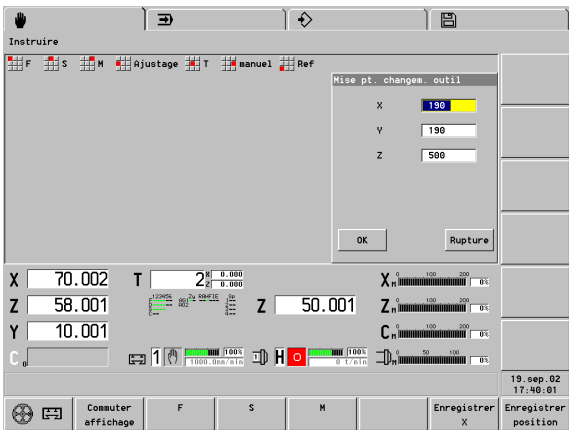 Instruire
F S M Ajustage T manuel Ref
Mise pt. changem. outil
X 190
Y 190
Z 500
OK Rupture
X 70.002 T 2 X 0.000 Z 0.000 X M 0 100 200 0%
Z 58.001 Z 50.001 Z M 0 100 200 0%
Y 10.001 C M 0 100 200 0%
C 0 1 100% 1000.0mm/min H 0 100% 0 t/min M 0 50 100 0%
19.sep.02
17:40:01
Commuter affichage F S M Enregistrer X Enregistrer position